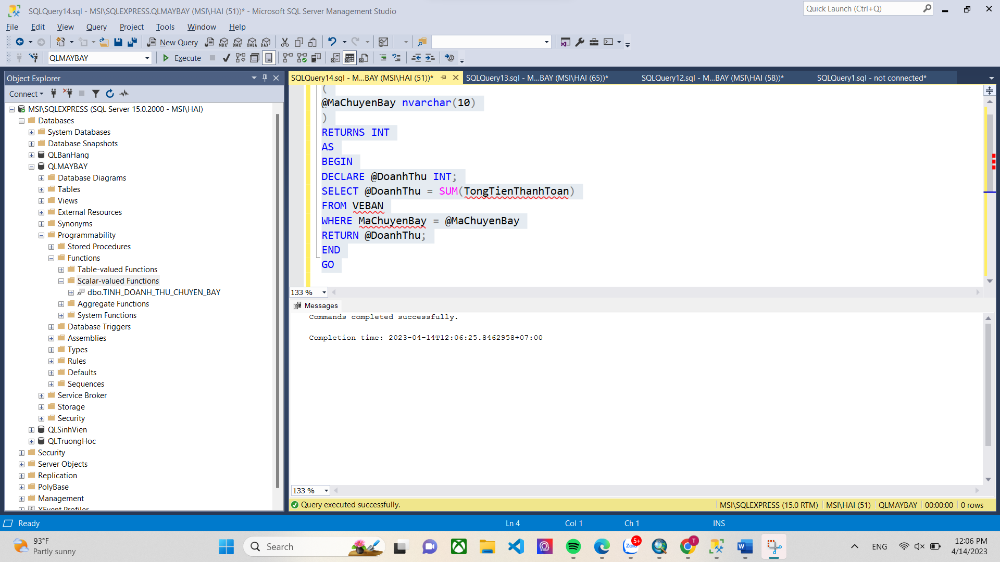 SQLQuery14.sql - MSI\SQLEXPRESS.QLMAYBAY (MSI\HAI (51))* - Microsoft SQL Server Management Studio
Quick Launch (Ctrl+Q)
File Edit View Query Project Tools Window Help
New Query
MDX DMX XMLA DAX
QLMAYBAY
Execute
Object Explorer
Connect
MSI\SQLEXPRESS (SQL Server 15.0.2000 - MSI\HAI)
Databases
System Databases
Database Snapshots
QLBanHang
QLMAYBAY
Database Diagrams
Tables
Views
External Resources
Synonyms
Programmability
Stored Procedures
Functions
Table-valued Functions
Scalar-valued Functions
dbo.TINH_DOANH_THU_CHUYEN_BAY
Aggregate Functions
System Functions
Database Triggers
Assemblies
Types
Rules
Defaults
Sequences
Service Broker
Storage
Security
QLSinhVien
QLTruongHoc
Security
Server Objects
Replication
PolyBase
Management
XEvent Profiler
SQLQuery14.sql - M...BAY (MSI\HAI (51))*
SQLQuery13.sql - M...BAY (MSI\HAI (65))*
SQLQuery12.sql - M...BAY (MSI\HAI (58))*
SQLQuery1.sql - not connected*
(
@MaChuyenBay nvarchar(10)
)
RETURNS INT
AS
BEGIN
DECLARE @DoanhThu INT;
SELECT @DoanhThu = SUM(TongTienThanhToan)
FROM VEBAN
WHERE MaChuyenBay = @MaChuyenBay
RETURN @DoanhThu;
END
GO
133 %
Messages
Commands completed successfully.
Completion time: 2023-04-14T12:06:25.8462958+07:00
133 %
Query executed successfully.
MSI\SQLEXPRESS (15.0 RTM)
MSI\HAI (51)
QLMAYBAY
00:00:00
0 rows
Ready
Ln 4
Col 1
Ch 1
INS
93°F
Partly sunny
Search
Zalo
5+
T
ENG
12:06 PM
4/14/2023